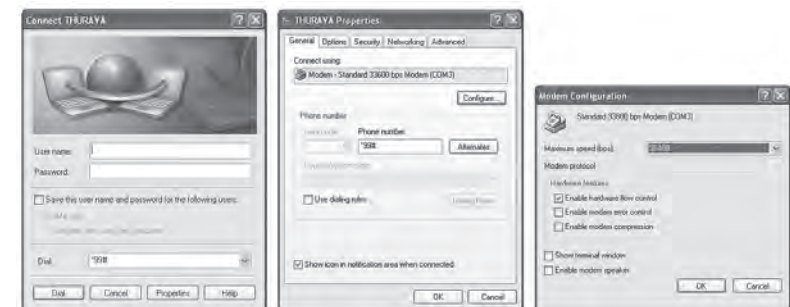 Connect THURAYA
User name:
Password:
Save this user name and password for the following users:
Dial:
*99#
Dial
Cancel
Properties
Help
THURAYA Properties
General
Options
Security
Networking
Advanced
Connect using:
Modem - Standard 33600 bps Modem (COM3)
Configure...
Phone number
Phone number:
*99#
Alternates
Use dialing rules
Show icon in notification area when connected
OK
Cancel
Modem Configuration
Standard 33600 bps Modem (COM3)
Maximum speed (bps):
Modem protocol
Hardware features
Enable hardware flow control
Enable modem error control
Enable modem compression
Show terminal window
Enable modem speaker
OK
Cancel